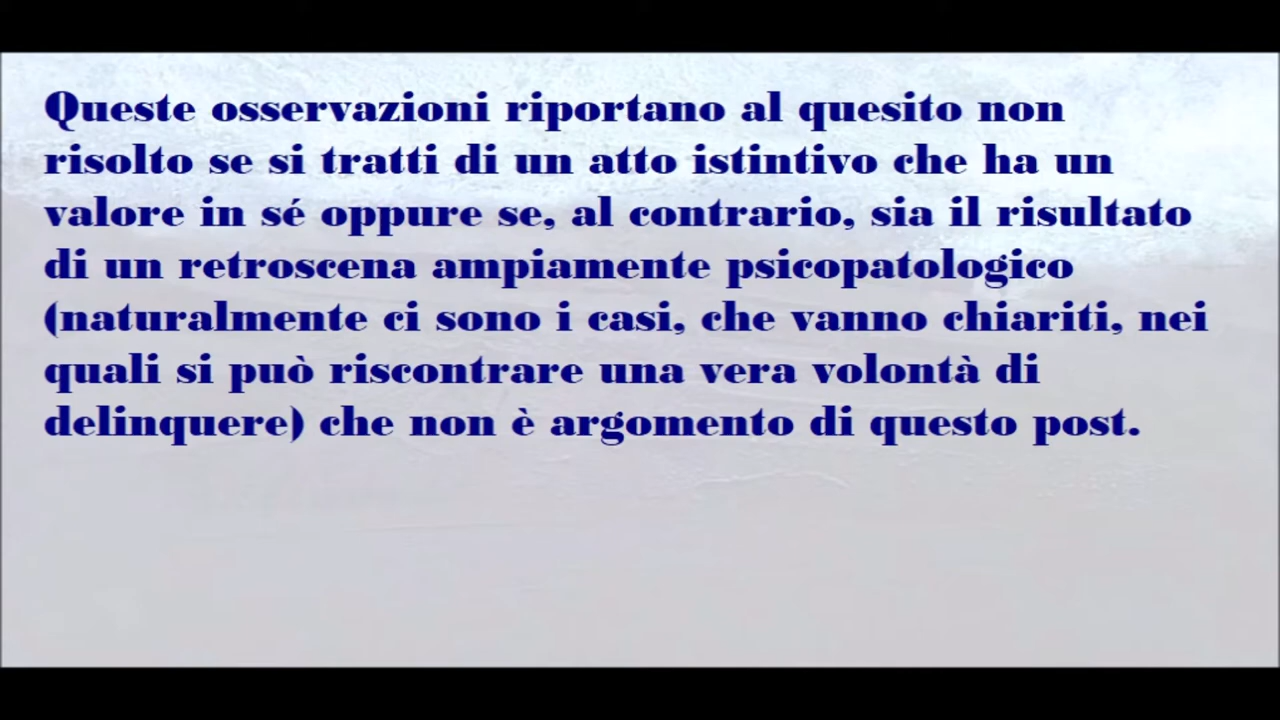 Queste osservazioni riportano al quesito non
risolto se si tratti di un atto istintivo che ha un
valore in sé oppure se, al contrario, sia il risultato
di un retroscena ampiamente psicopatologico
(naturalmente ci sono i casi, che vanno chiariti, nei
quali si può riscontrare una vera volontà di
delinquere) che non è argomento di questo post.